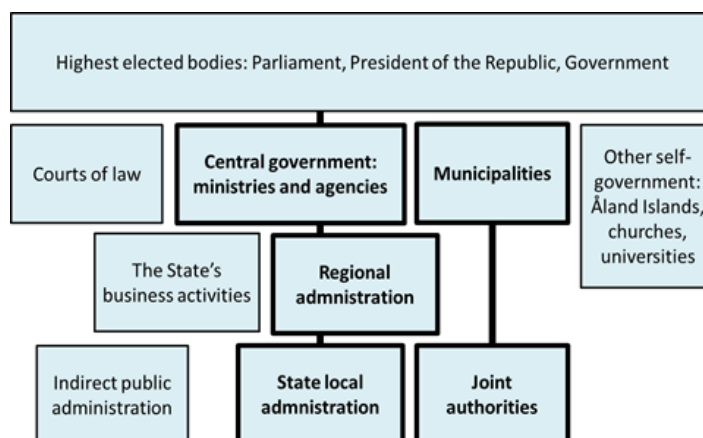 Highest elected bodies: Parliament, President of the Republic, Government
Courts of law
Central government:
ministries and agencies
Municipalities
Other self-
government:
Åland Islands,
churches,
universities
The State's
business activities
Regional
admnistration
Indirect public
administration
State local
admnistration
Joint
authorities